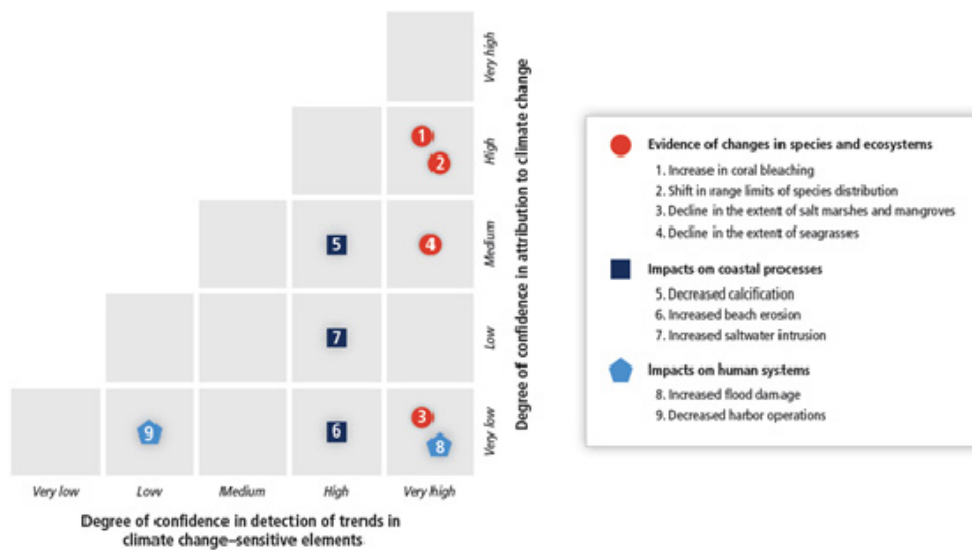 Very high
High
Medium
Low
Very low
Degree of confidence in attribution to climate change
1
2
5
4
7
9
6
3
8
Very low
Low
Medium
High
Very high
Degree of confidence in detection of trends in
climate change–sensitive elements
Evidence of changes in species and ecosystems
1. Increase in coral bleaching
2. Shift in range limits of species distribution
3. Decline in the extent of salt marshes and mangroves
4. Decline in the extent of seagrasses
Impacts on coastal processes
5. Decreased calcification
6. Increased beach erosion
7. Increased saltwater intrusion
Impacts on human systems
8. Increased flood damage
9. Decreased harbor operations